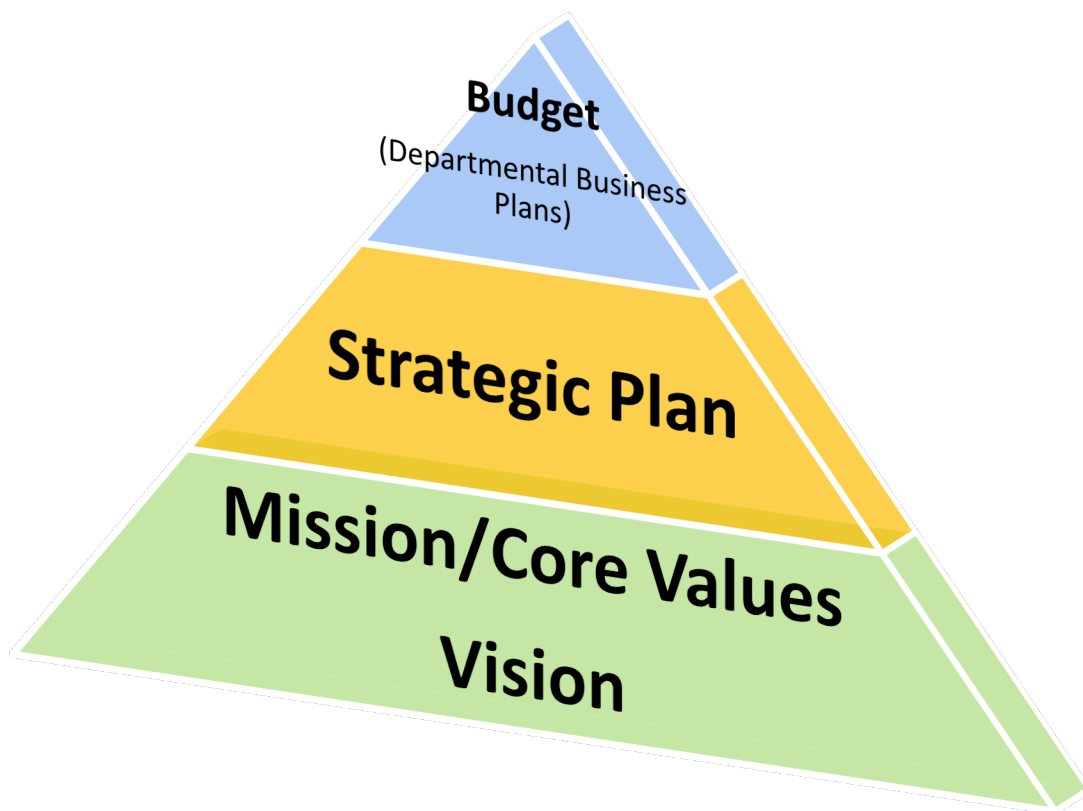 Budget
(Departmental Business
Plans)
Strategic Plan
Mission/Core Values
Vision